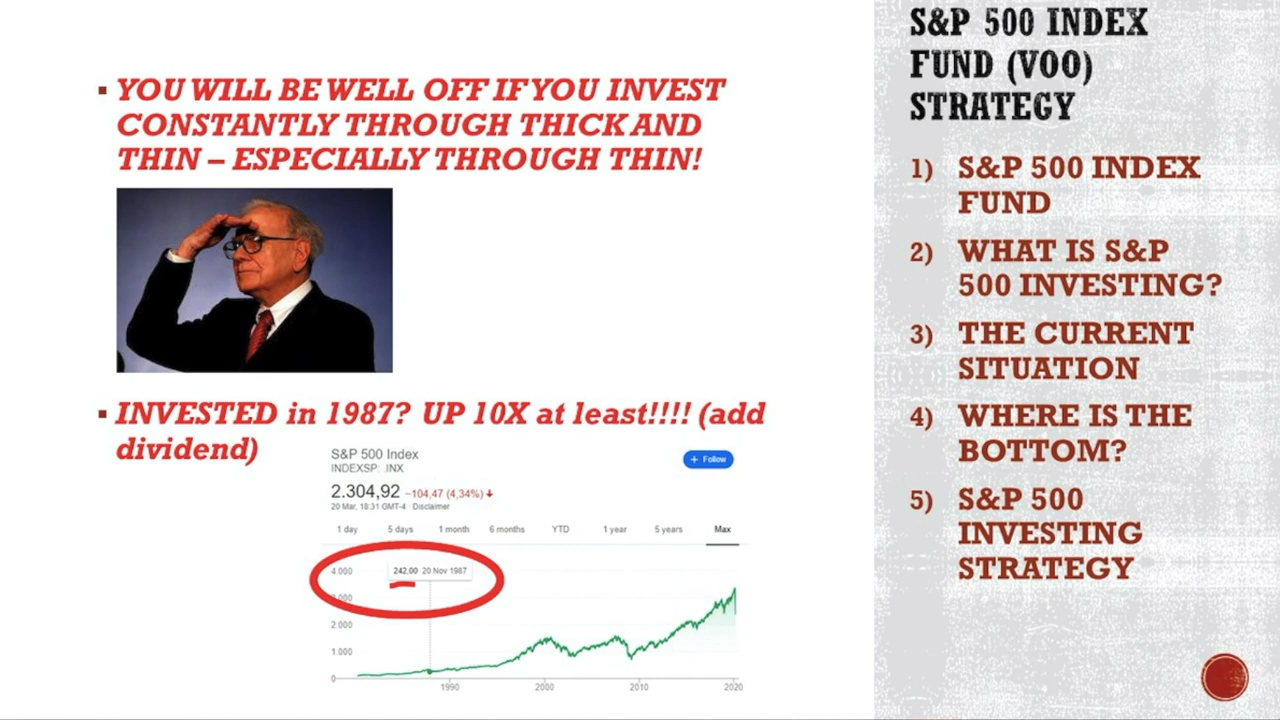 YOU WILL BE WELL OFF IF YOU INVEST
CONSTANTLY THROUGH THICK AND
THIN – ESPECIALLY THROUGH THIN!
INVESTED in 1987? UP 10X at least!!!! (add
dividend)
S&P 500 Index
INDEXSP: .INX
+ Follow
2.304,92 −104,47 (4,34%) ↓
20 Mar, 18:31 GMT-4 · Disclaimer
1 day 5 days 1 month 6 months YTD 1 year 5 years Max
4.000
242,00 20 Nov 1987
2.000
1.000
0
1990 2000 2010 2020
S&P 500 INDEX
FUND (VOO)
STRATEGY
1) S&P 500 INDEX
FUND
2) WHAT IS S&P
500 INVESTING?
3) THE CURRENT
SITUATION
4) WHERE IS THE
BOTTOM?
5) S&P 500
INVESTING
STRATEGY